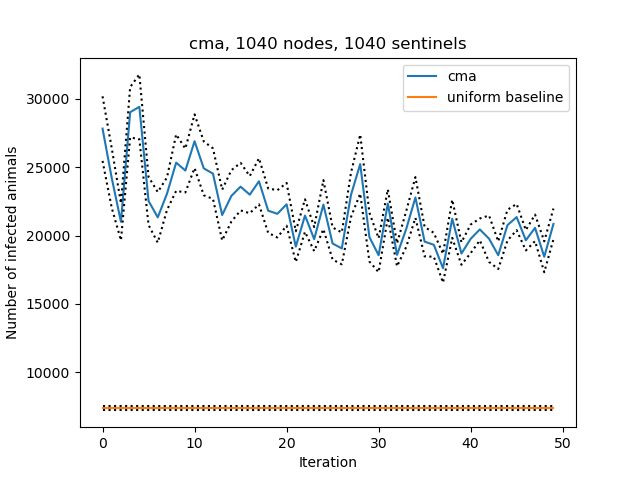 cma, 1040 nodes, 1040 sentinels
cma
uniform baseline
Number of infected animals
30000
25000
20000
15000
10000
0
10
20
30
40
50
Iteration